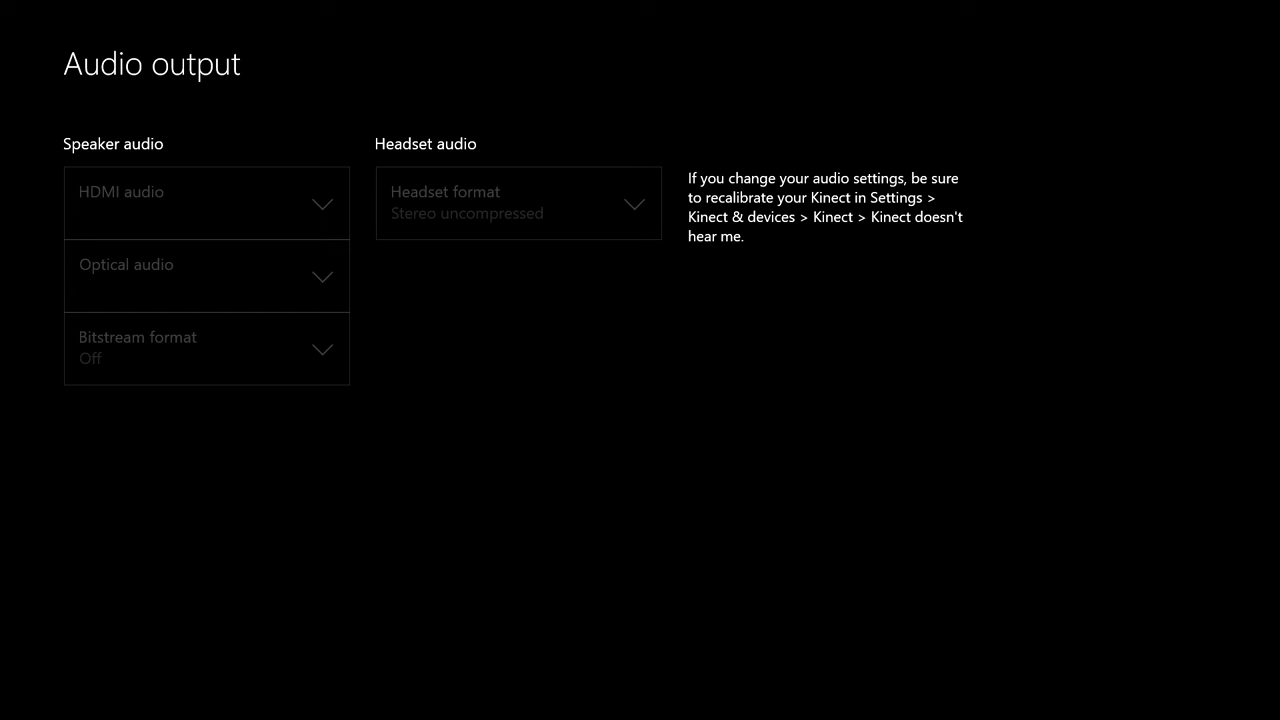 Audio output
Speaker audio
HDMI audio
Optical audio
Bitstream format
Off
Headset audio
Headset format
Stereo uncompressed
If you change your audio settings, be sure
to recalibrate your Kinect in Settings >
Kinect & devices > Kinect > Kinect doesn't
hear me.